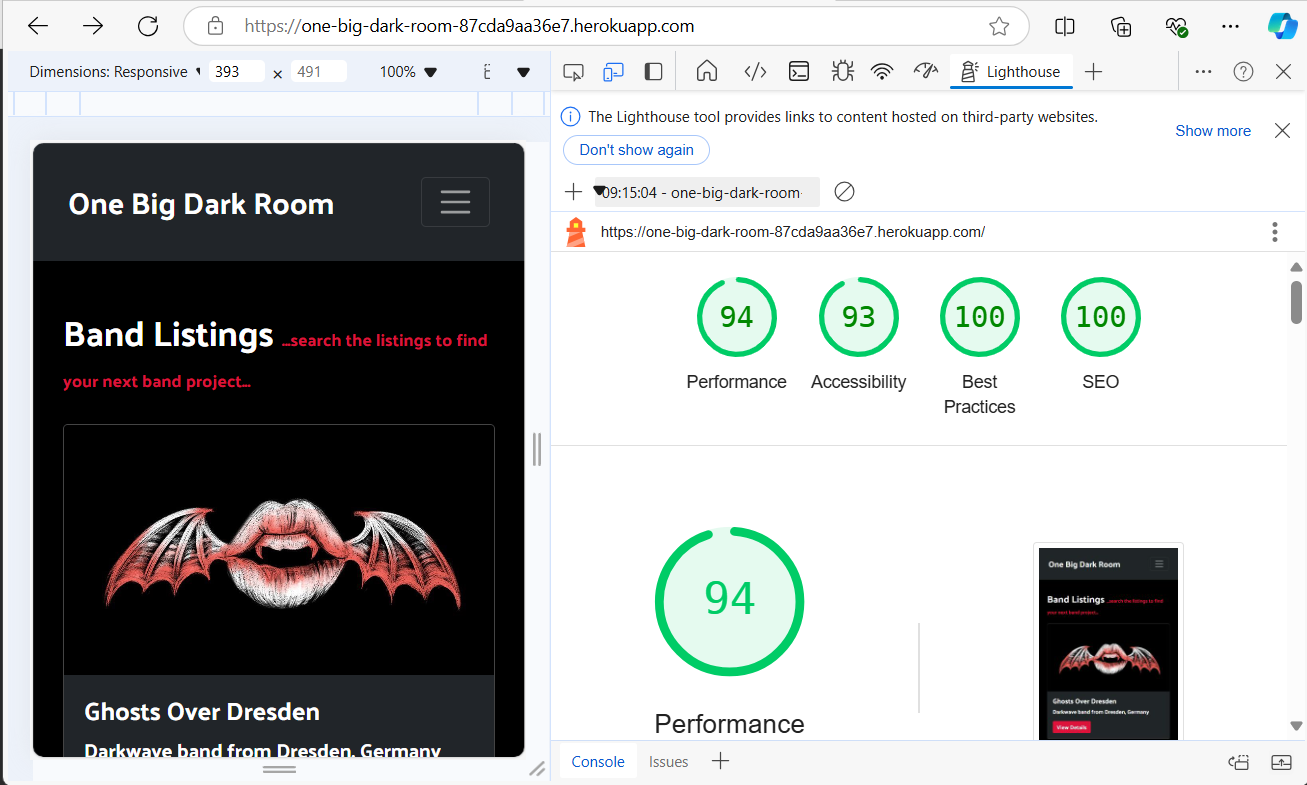 https://one-big-dark-room-87cda9aa36e7.herokuapp.com
Dimensions: Responsive 393 × 491 100%
Lighthouse
The Lighthouse tool provides links to content hosted on third-party websites.
Don't show again
Show more
09:15:04 - one-big-dark-room
https://one-big-dark-room-87cda9aa36e7.herokuapp.com/
One Big Dark Room
Band Listings ...search the listings to find
your next band project...
Ghosts Over Dresden
Darkwave band from Dresden, Germany
94 93 100 100
Performance Accessibility Best Practices SEO
94
Performance
One Big Dark Room
Band Listings ...search the listings to find
your next band project...
Ghosts Over Dresden
Darkwave band from Dresden, Germany
View Details
Console Issues